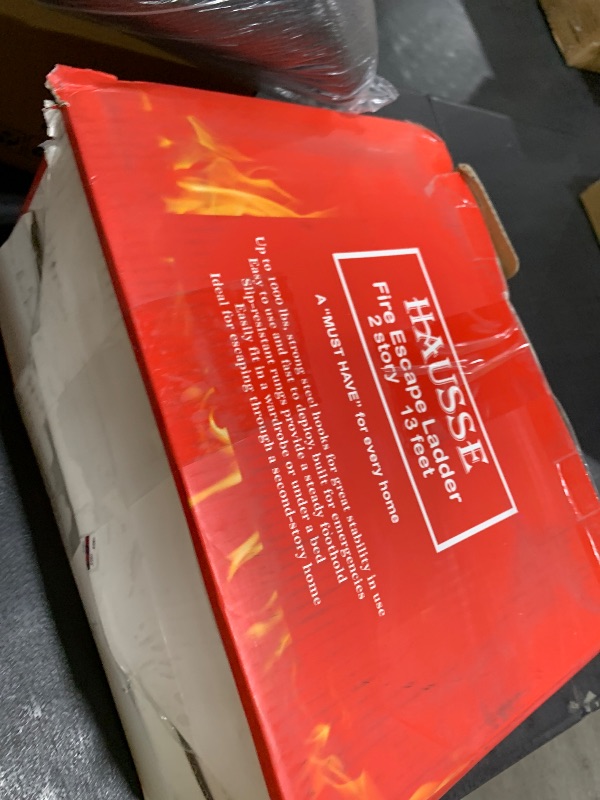 HAUSSE
Fire Escape Ladder
2 story 13 feet
A "MUST HAVE" for every home
Up to 1000 lbs, strong steel hooks for great stability in use
Easy to use and fast to deploy, built for emergencies
Slip-resistant rungs provide a steady foothold
Easily fit in a wardrobe or under a bed
Ideal for escaping through a second-story home